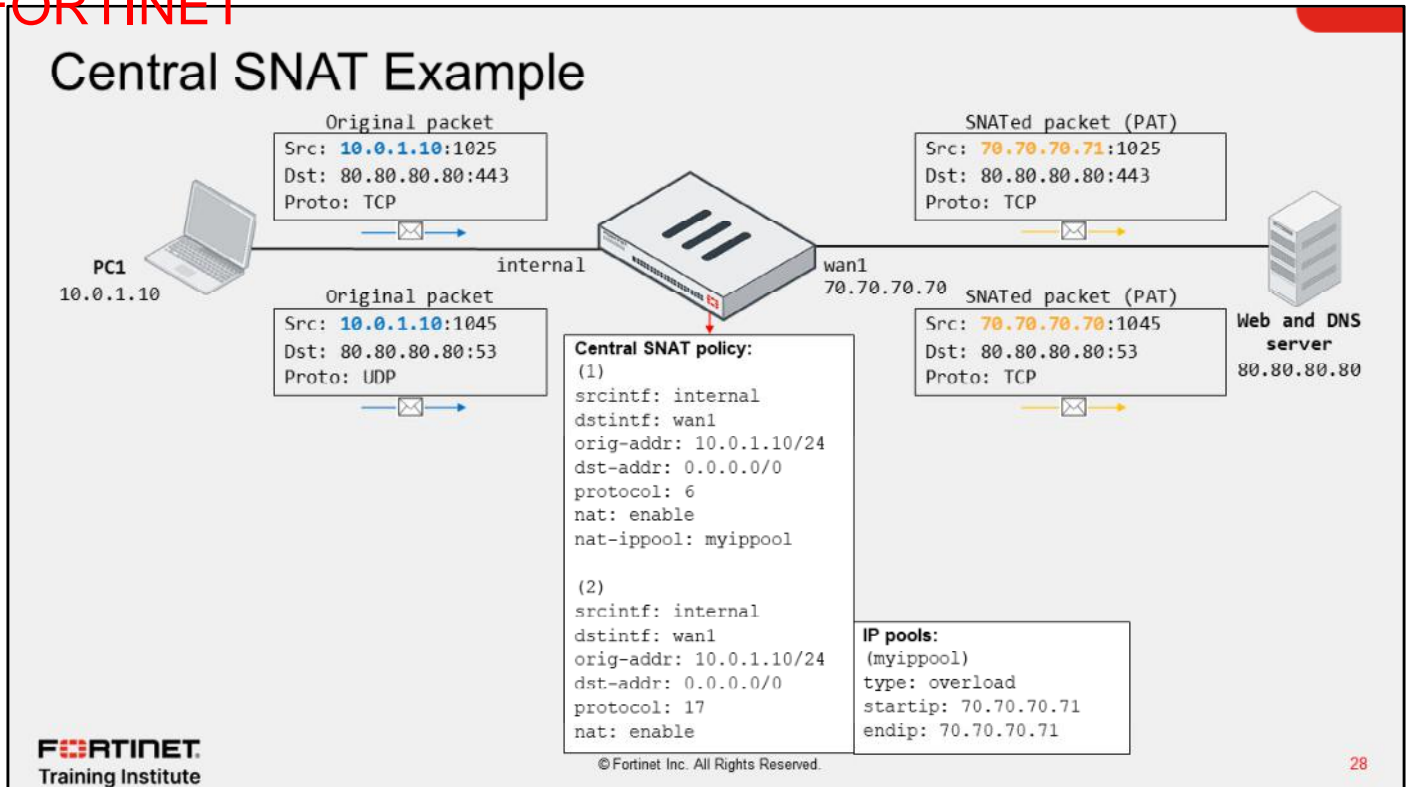 FORTINET
Central SNAT Example
Original packet
Src: 10.0.1.10:1025
Dst: 80.80.80.80:443
Proto: TCP
SNATed packet (PAT)
Src: 70.70.70.71:1025
Dst: 80.80.80.80:443
Proto: TCP
PC1
10.0.1.10
internal
wan1
70.70.70.70
Original packet
Src: 10.0.1.10:1045
Dst: 80.80.80.80:53
Proto: UDP
SNATed packet (PAT)
Src: 70.70.70.70:1045
Dst: 80.80.80.80:53
Proto: TCP
Web and DNS
server
80.80.80.80
Central SNAT policy:
(1)
srcintf: internal
dstintf: wan1
orig-addr: 10.0.1.10/24
dst-addr: 0.0.0.0/0
protocol: 6
nat: enable
nat-ippool: myippool
(2)
srcintf: internal
dstintf: wan1
orig-addr: 10.0.1.10/24
dst-addr: 0.0.0.0/0
protocol: 17
nat: enable
IP pools:
(myippool)
type: overload
startip: 70.70.70.71
endip: 70.70.70.71
FORTINET
Training Institute
© Fortinet Inc. All Rights Reserved.
28